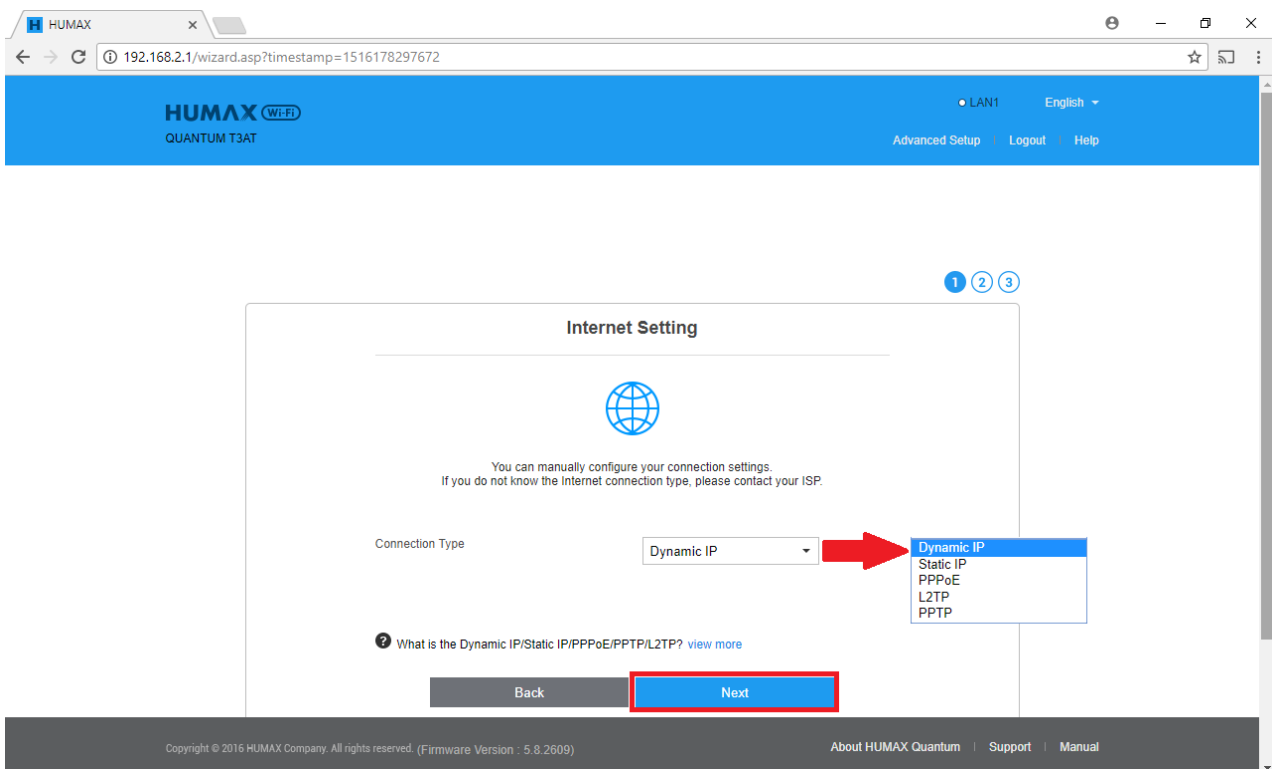 HUMAX
192.168.2.1/wizard.asp?timestamp=1516178297672
HUMAX Wi-Fi
LAN1 English
QUANTUM T3AT
Advanced Setup | Logout | Help
1 2 3
Internet Setting
You can manually configure your connection settings.
If you do not know the Internet connection type, please contact your ISP.
Connection Type
Dynamic IP
Dynamic IP
Static IP
PPPoE
L2TP
PPTP
? What is the Dynamic IP/Static IP/PPPoE/PPTP/L2TP? view more
Back Next
Copyright © 2016 HUMAX Company. All rights reserved. (Firmware Version : 5.8.2609) About HUMAX Quantum | Support | Manual